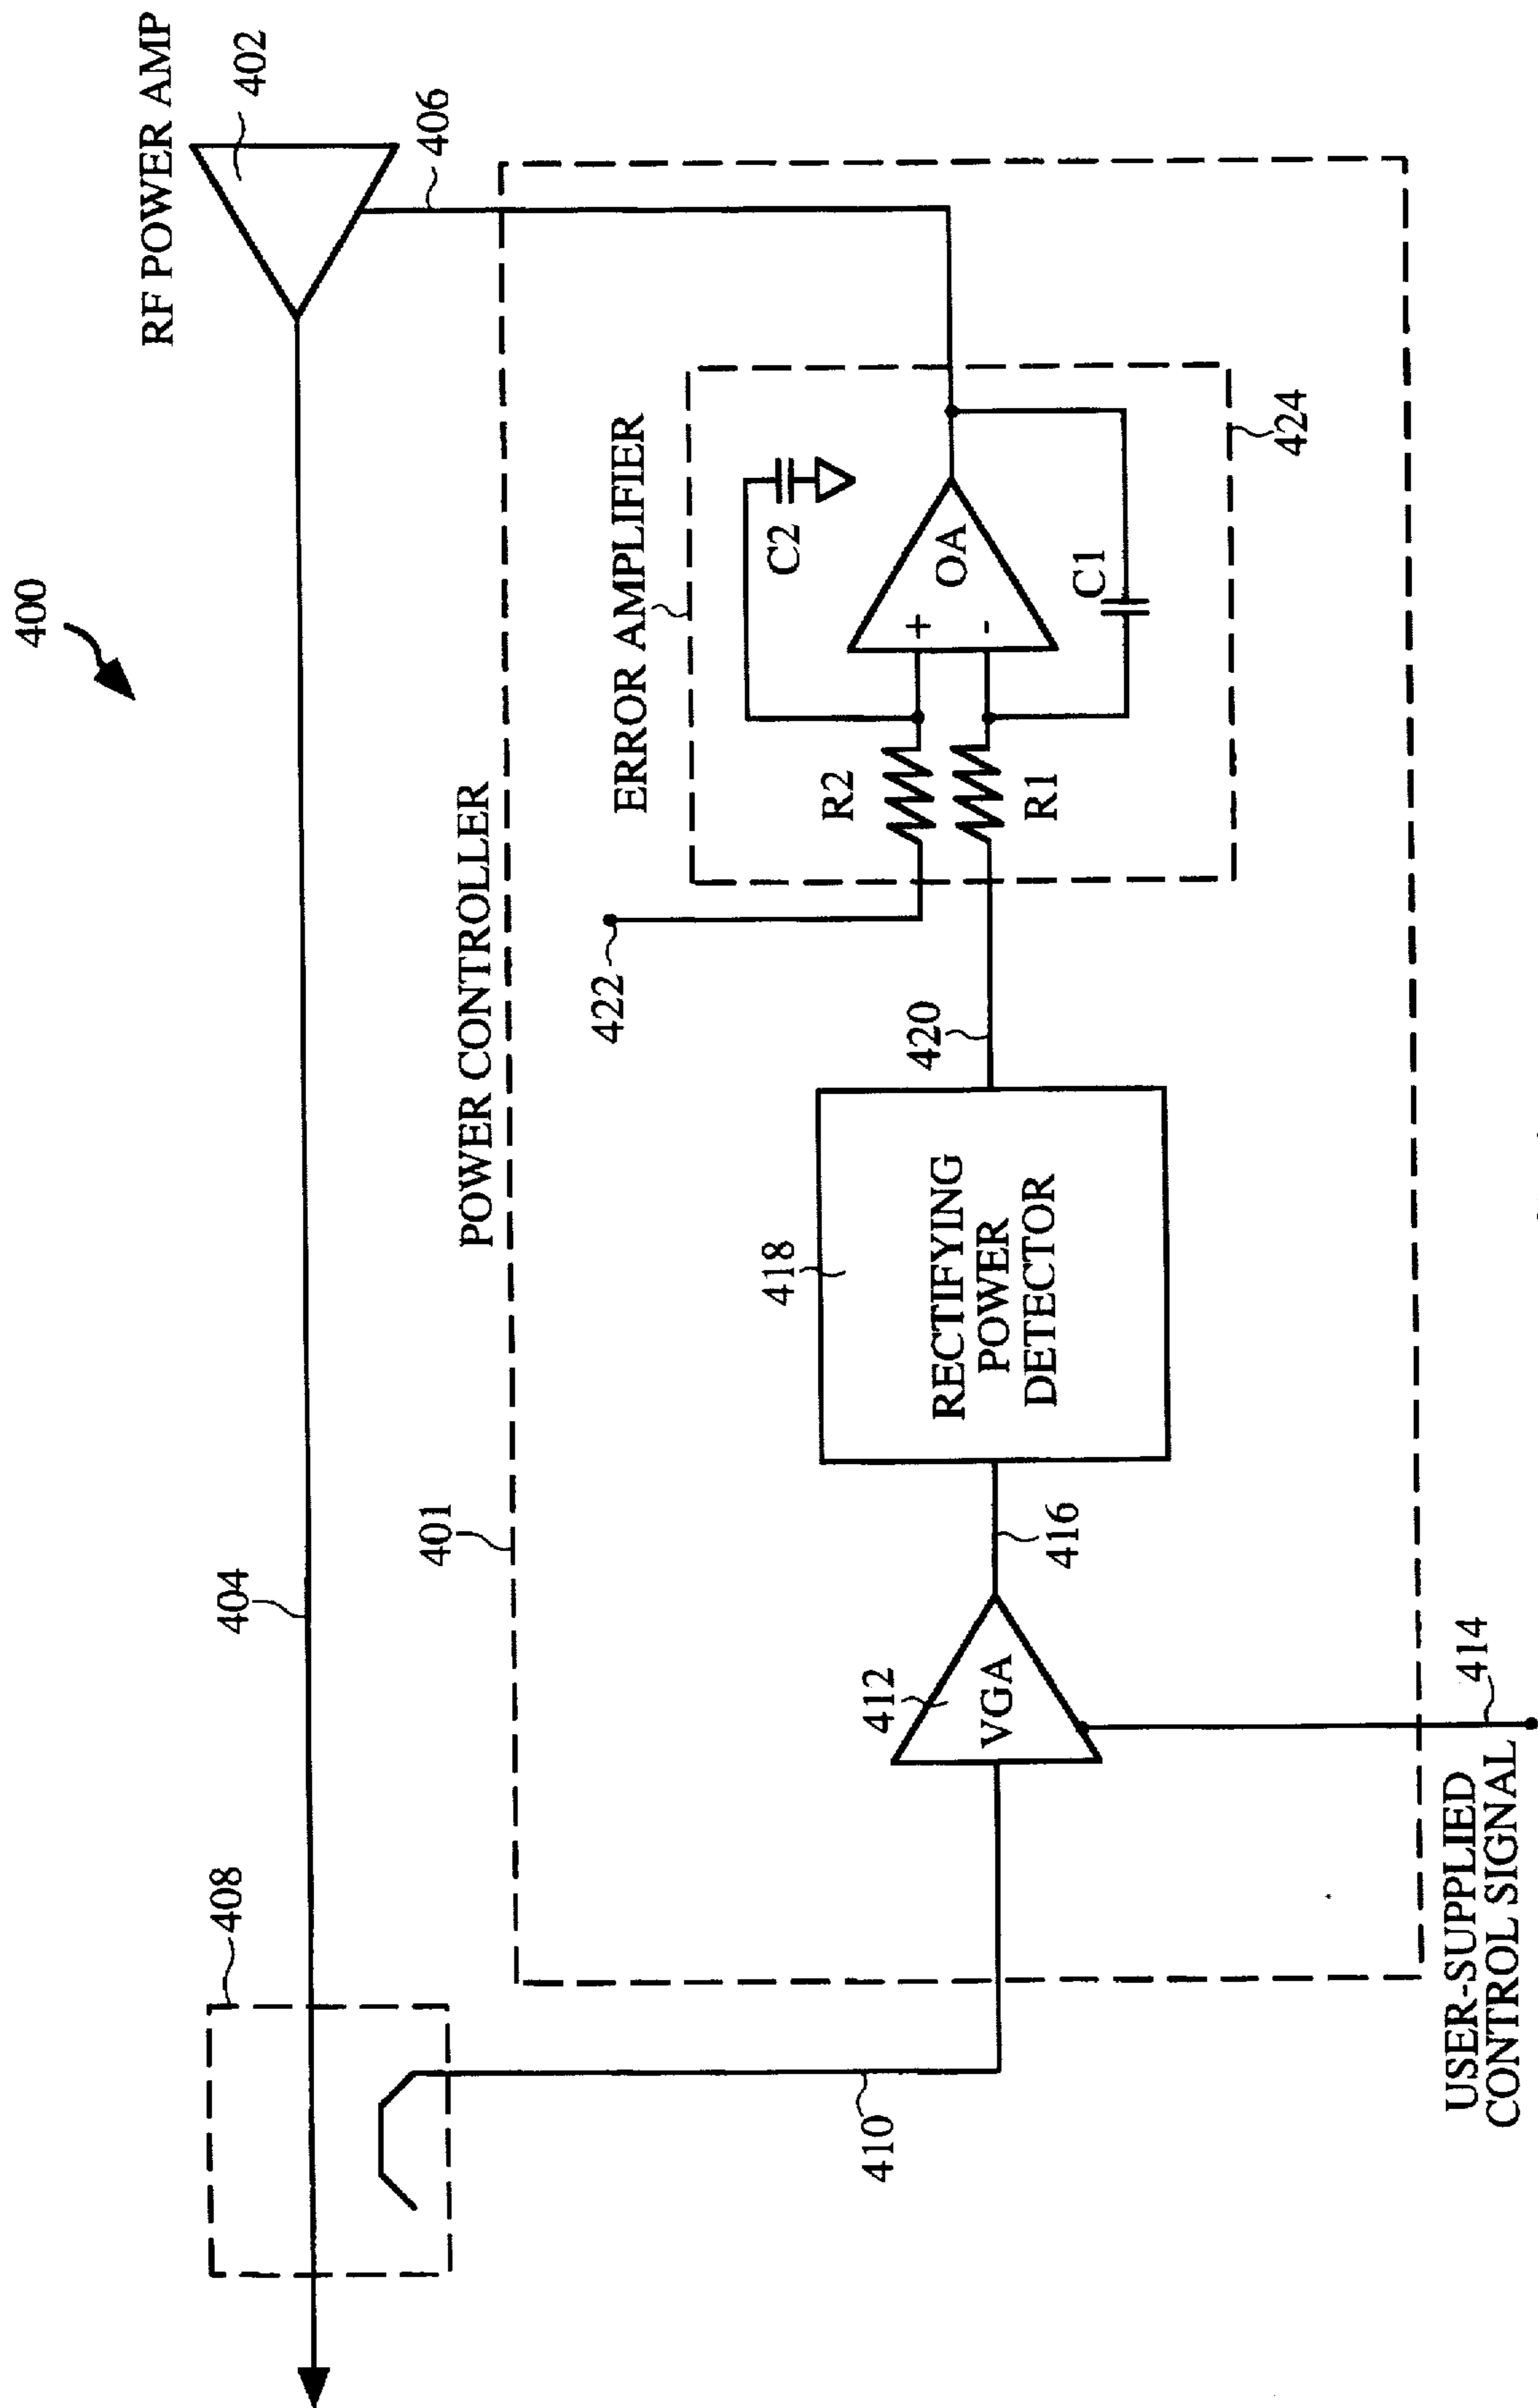 400
RF POWER AMP
402
406
404
408
POWER CONTROLLER
401
ERROR AMPLIFIER
C2
OA
+
-
C1
424
R2
R1
422
420
418
RECTIFYING
POWER
DETECTOR
416
412
VGA
410
414
USER-SUPPLIED
CONTROL SIGNAL